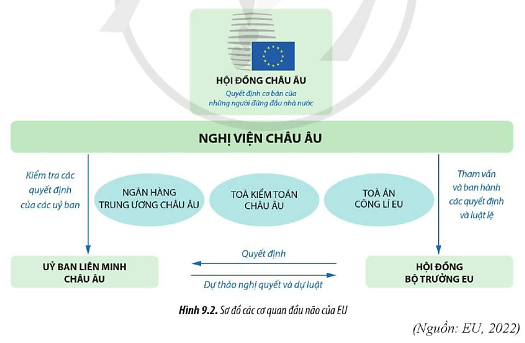 HỘI ĐỒNG CHÂU ÂU
Quyết định cơ bản của
những người đứng đầu nhà nước
NGHỊ VIỆN CHÂU ÂU
Kiểm tra các
quyết định
của các uỷ ban
NGÂN HÀNG
TRUNG ƯƠNG CHÂU ÂU
TOÀ KIỂM TOÁN
CHÂU ÂU
TOÀ ÁN
CÔNG LÍ EU
Tham vấn
và ban hành
các quyết định
và luật lệ
Quyết định
UỶ BAN LIÊN MINH
CHÂU ÂU
HỘI ĐỒNG
BỘ TRƯỞNG EU
Dự thảo nghị quyết và dự luật
Hình 9.2. Sơ đồ các cơ quan đầu não của EU
(Nguồn: EU, 2022)